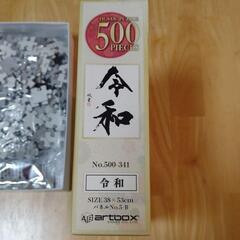 JIGSAW PUZZLE
500
PIECES
令和
No.500-341
令和
SIZE 38×53cm
パネルNo.5-B
artbox